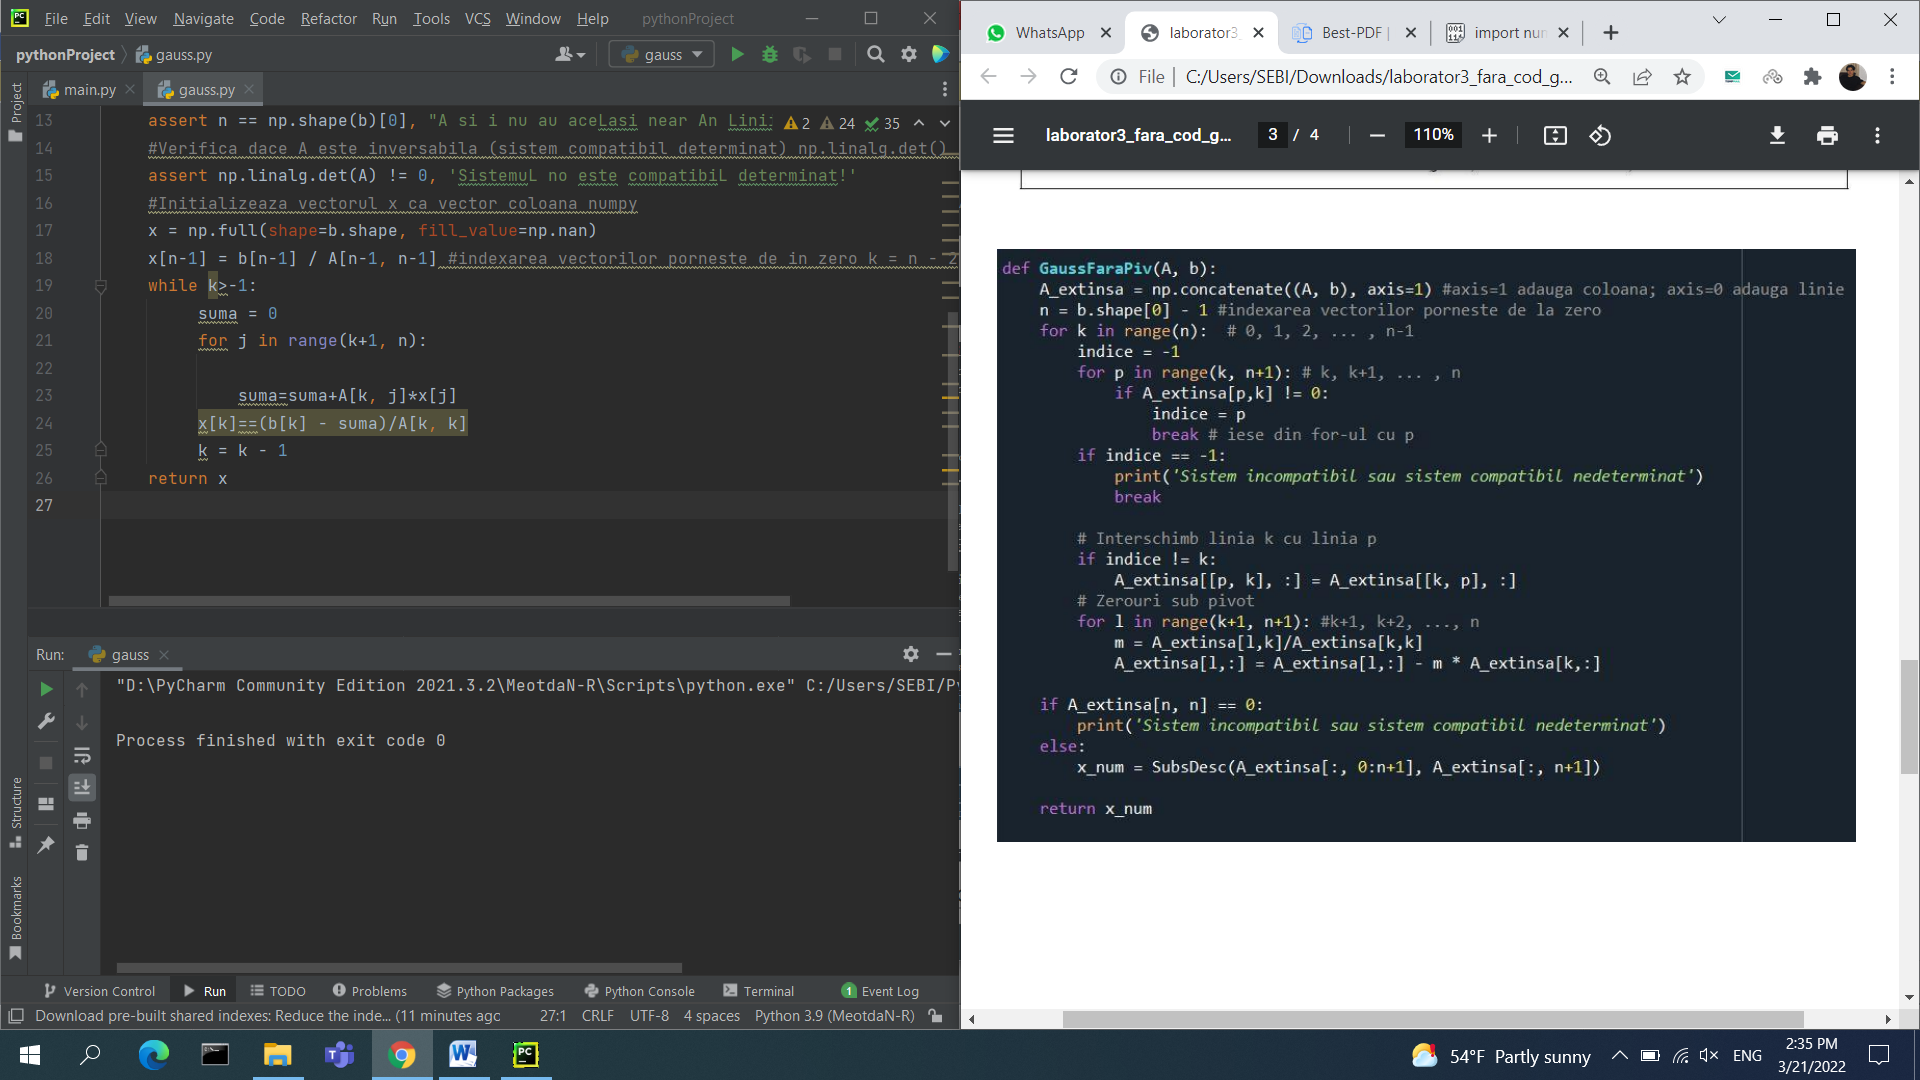 File Edit View Navigate Code Refactor Run Tools VCS Window Help pythonProject
pythonProject gauss.py gauss
main.py gauss.py
Project
13 assert n == np.shape(b)[0], "A si i nu au aceLasi near An Lini: 2 24 35
14 #Verifica dace A este inversabila (sistem compatibil determinat) np.linalg.det()
15 assert np.linalg.det(A) != 0, 'SistemuL no este compatibiL determinat!'
16 #Initializeaza vectorul x ca vector coloana numpy
17 x = np.full(shape=b.shape, fill_value=np.nan)
18 x[n-1] = b[n-1] / A[n-1, n-1] #indexarea vectorilor porneste de in zero k = n - 2
19 while k>-1:
20 suma = 0
21 for j in range(k+1, n):
22
23 suma=suma+A[k, j]*x[j]
24 x[k]==(b[k] - suma)/A[k, k]
25 k = k - 1
26 return x
27
Run: gauss
"D:\PyCharm Community Edition 2021.3.2\MeotdaN-R\Scripts\python.exe" C:/Users/SEBI/Py
Process finished with exit code 0
Structure
Bookmarks
Version Control Run TODO Problems Python Packages Python Console Terminal 1 Event Log
Download pre-built shared indexes: Reduce the inde... (11 minutes agc 27:1 CRLF UTF-8 4 spaces Python 3.9 (MeotdaN-R)
WhatsApp laborator3_ Best-PDF | import nun
File | C:/Users/SEBI/Downloads/laborator3_fara_cod_g...
laborator3_fara_cod_g... 3 / 4 110%
def GaussFaraPiv(A, b):
A_extinsa = np.concatenate((A, b), axis=1) #axis=1 adauga coloana; axis=0 adauga linie
n = b.shape[0] - 1 #indexarea vectorilor porneste de la zero
for k in range(n): # 0, 1, 2, ... , n-1
indice = -1
for p in range(k, n+1): # k, k+1, ... , n
if A_extinsa[p,k] != 0:
indice = p
break # iese din for-ul cu p
if indice == -1:
print('Sistem incompatibil sau sistem compatibil nedeterminat')
break
# Interschimb linia k cu linia p
if indice != k:
A_extinsa[[p, k], :] = A_extinsa[[k, p], :]
# Zerouri sub pivot
for l in range(k+1, n+1): #k+1, k+2, ..., n
m = A_extinsa[l,k]/A_extinsa[k,k]
A_extinsa[l,:] = A_extinsa[l,:] - m * A_extinsa[k,:]
if A_extinsa[n, n] == 0:
print('Sistem incompatibil sau sistem compatibil nedeterminat')
else:
x_num = SubsDesc(A_extinsa[:, 0:n+1], A_extinsa[:, n+1])
return x_num
54°F Partly sunny ENG 2:35 PM
3/21/2022